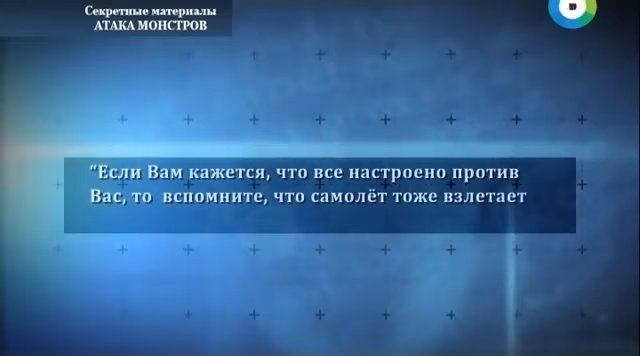 Секретные материалы
АТАКА МОНСТРОВ
“Если Вам кажется, что все настроено против
Вас, то вспомните, что самолёт тоже взлетает